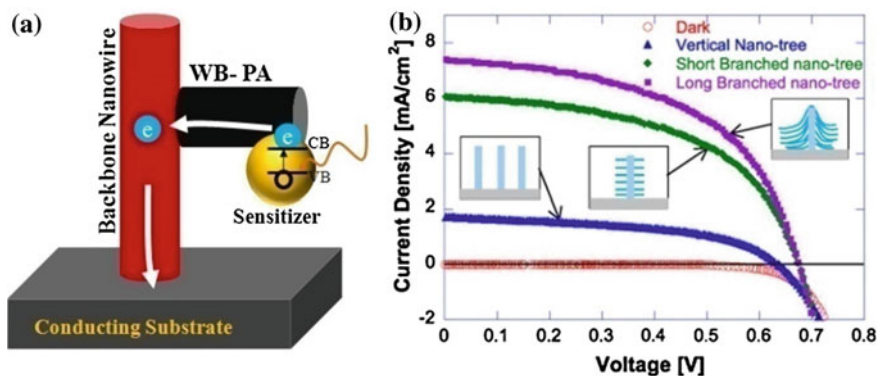 (a)
Backbone Nanowire
WB- PA
e
e
CB
VB
Sensitizer
Conducting Substrate
(b)
Current Density [mA/cm²]
8
6
4
2
0
-2
Dark
Vertical Nano-tree
Short Branched nano-tree
Long Branched nano-tree
0 0.1 0.2 0.3 0.4 0.5 0.6 0.7 0.8
Voltage [V]